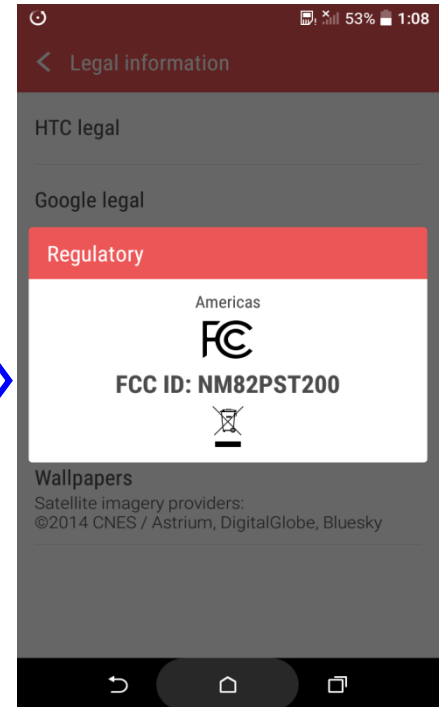 53% 1:08
Legal information
HTC legal
Google legal
Regulatory
Americas
FC
FCC ID: NM82PST200
Wallpapers
Satellite imagery providers:
©2014 CNES / Astrium, DigitalGlobe, Bluesky